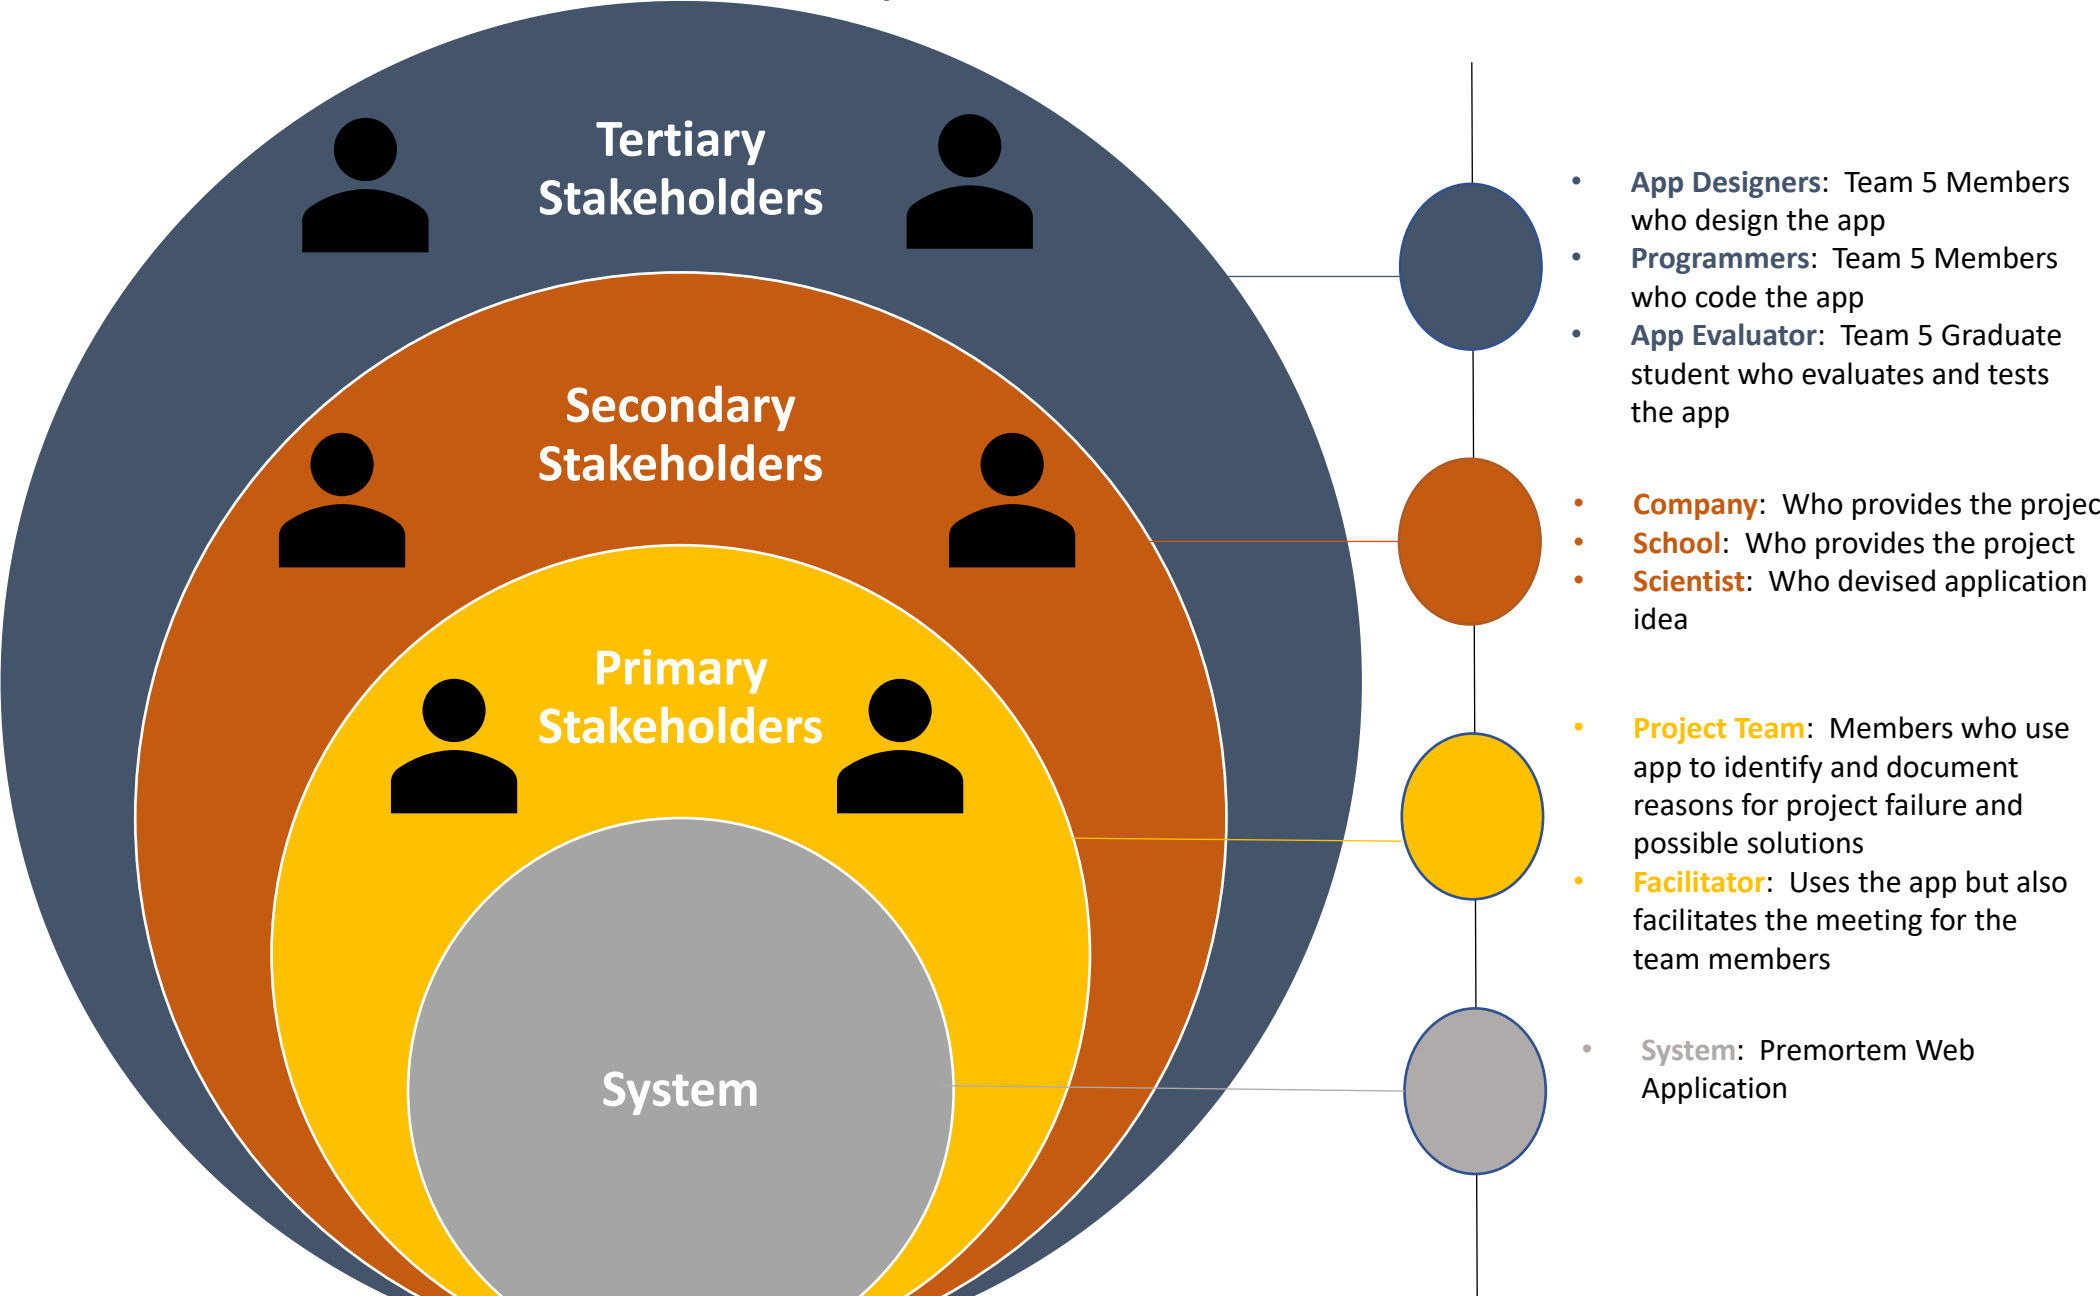 Tertiary
Stakeholders
Secondary
Stakeholders
Primary
Stakeholders
System
• App Designers: Team 5 Members
who design the app
• Programmers: Team 5 Members
who code the app
• App Evaluator: Team 5 Graduate
student who evaluates and tests
the app
• Company: Who provides the projec
• School: Who provides the project
• Scientist: Who devised application
idea
• Project Team: Members who use
app to identify and document
reasons for project failure and
possible solutions
• Facilitator: Uses the app but also
facilitates the meeting for the
team members
• System: Premortem Web
Application